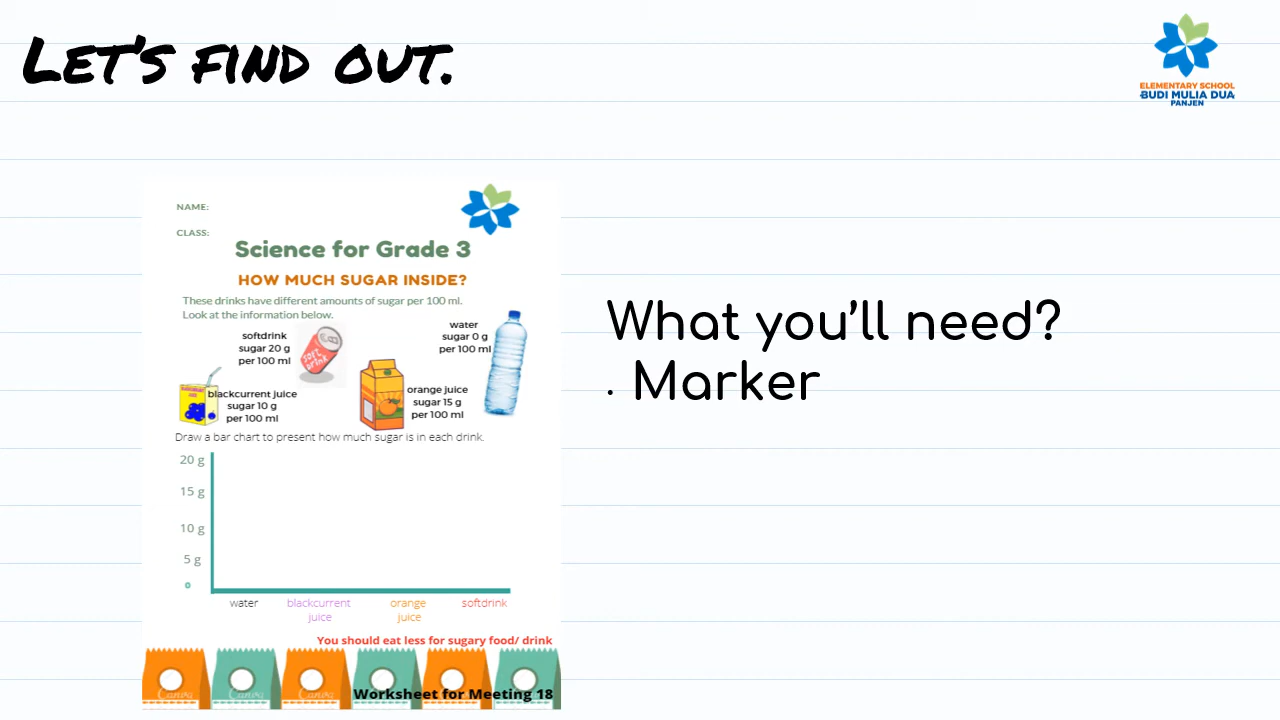 LET'S FIND OUT.
ELEMENTARY SCHOOL
BUDI MULIA DUA
PANJEN
NAME:
CLASS:
Science for Grade 3
HOW MUCH SUGAR INSIDE?
These drinks have different amounts of sugar per 100 ml.
Look at the information below.
softdrink
sugar 20 g
per 100 ml
soft
drink
water
sugar 0 g
per 100 ml
blackcurrent juice
sugar 10 g
per 100 ml
orange juice
sugar 15 g
per 100 ml
Draw a bar chart to present how much sugar is in each drink.
20 g
15 g
10 g
5 g
0
water
blackcurrent
juice
orange
juice
softdrink
You should eat less for sugary food/ drink
Canva
Canva
Canva
Worksheet for Meeting 18
What you'll need?
. Marker